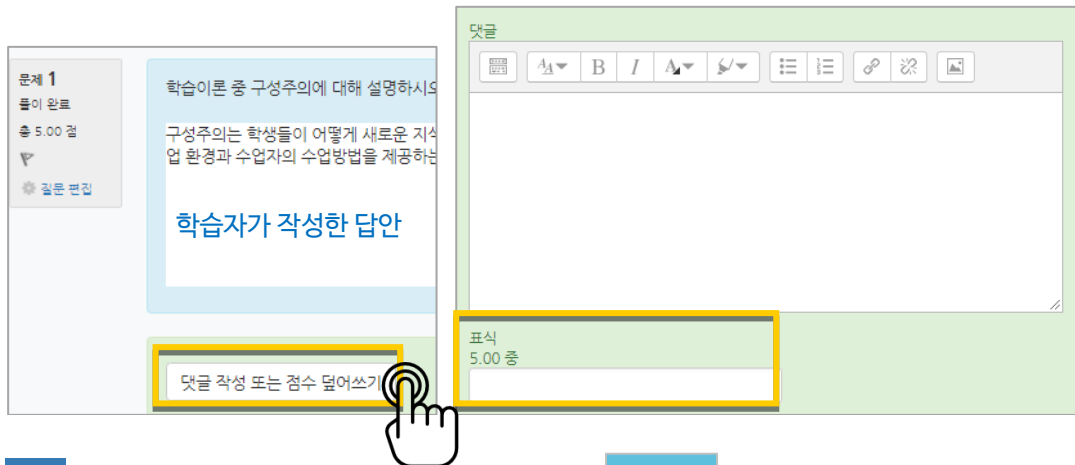 문제 1
풀이 완료
총 5.00 점
질문 편집
학습이론 중 구성주의에 대해 설명하시오
구성주의는 학생들이 어떻게 새로운 지식
업 환경과 수업자의 수업방법을 제공하는
학습자가 작성한 답안
댓글 작성 또는 점수 덮어쓰기
댓글
B I
표식
5.00 중